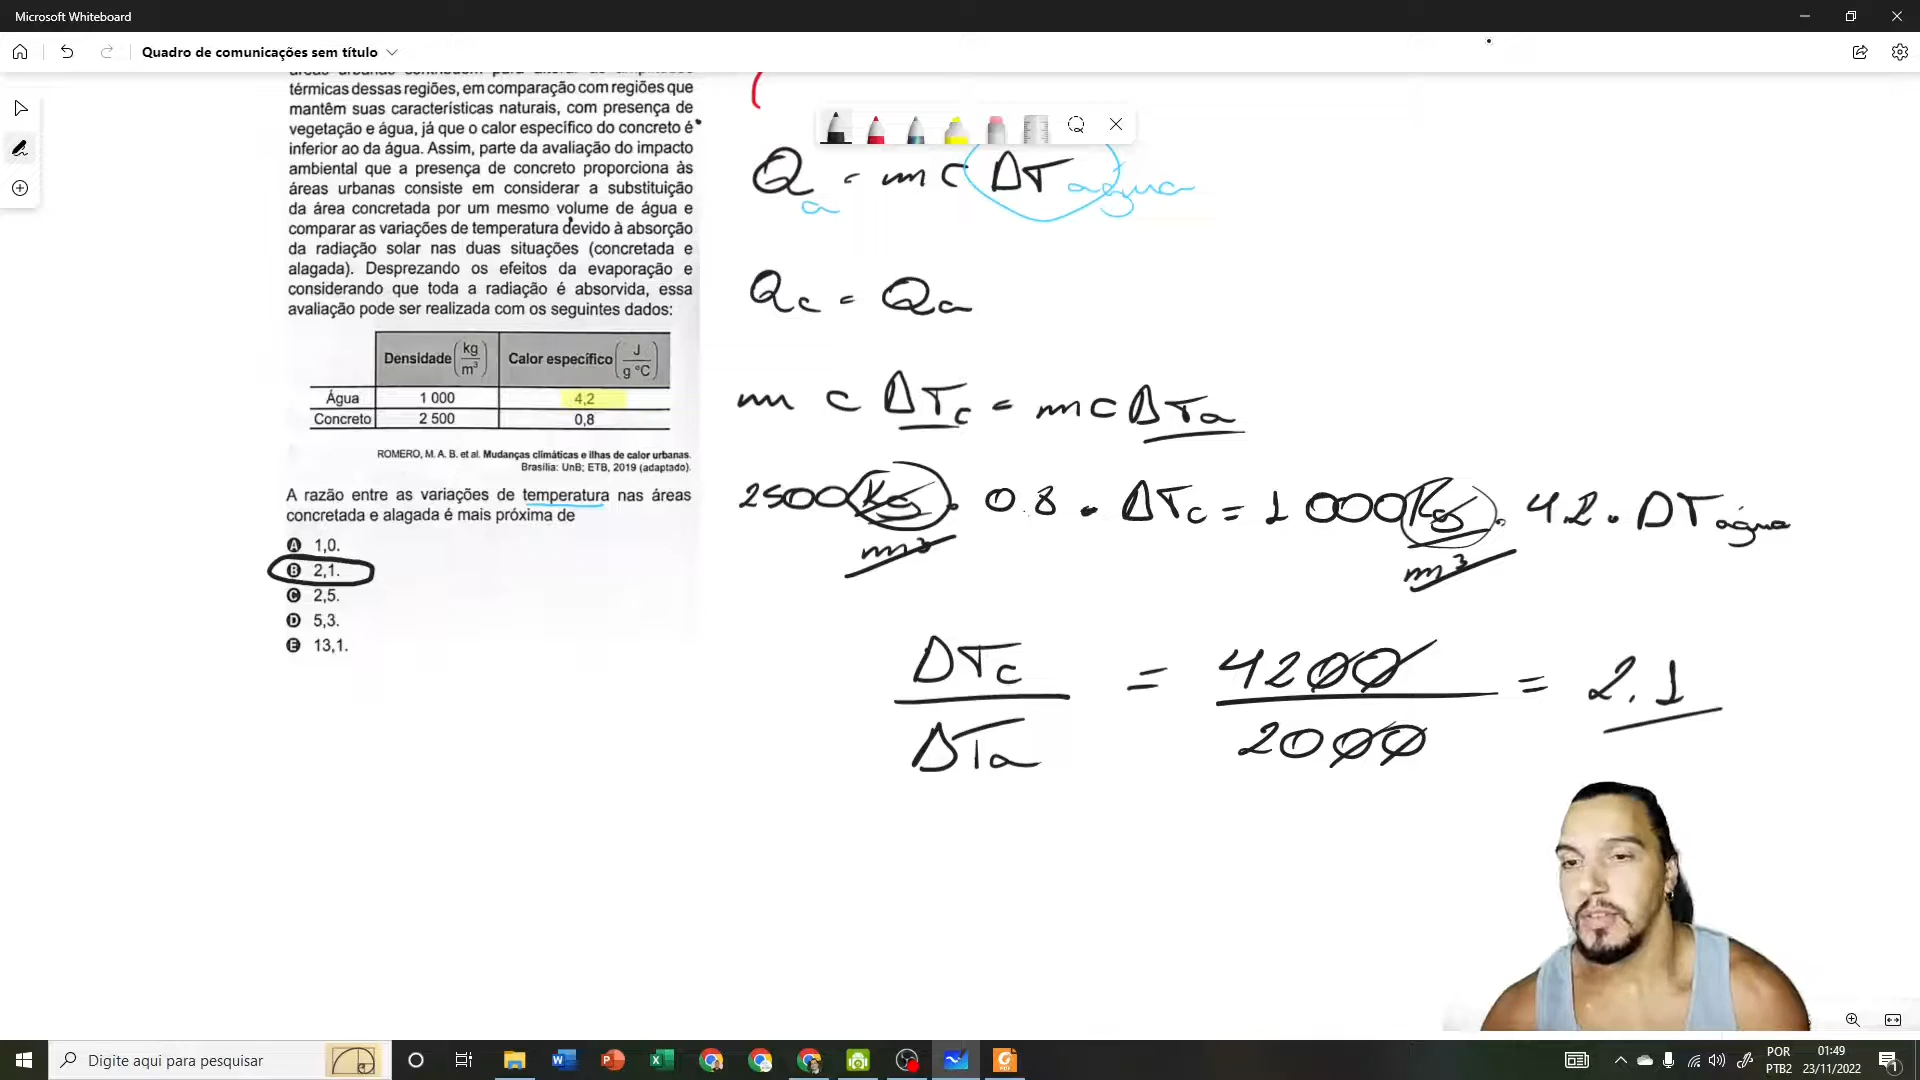 Microsoft Whiteboard
Quadro de comunicações sem título
térmicas dessas regiões, em comparação com regiões que
mantêm suas características naturais, com presença de
vegetação e água, já que o calor específico do concreto é
inferior ao da água. Assim, parte da avaliação do impacto
ambiental que a presença de concreto proporciona às
áreas urbanas consiste em considerar a substituição
da área concretada por um mesmo volume de água e
comparar as variações de temperatura devido à absorção
da radiação solar nas duas situações (concretada e
alagada). Desprezando os efeitos da evaporação e
considerando que toda a radiação é absorvida, essa
avaliação pode ser realizada com os seguintes dados:
Densidade (kg/m³) Calor específico (J/g °C)
Água 1 000 4,2
Concreto 2 500 0,8
ROMERO, M. A. B. et al. Mudanças climáticas e ilhas de calor urbanas.
Brasília: UnB; ETB, 2019 (adaptado).
A razão entre as variações de temperatura nas áreas
concretada e alagada é mais próxima de
A 1,0.
B 2,1.
C 2,5.
D 5,3.
E 13,1.
Qa = m c ΔT água
Qc = Qa
m c ΔTc = m c ΔTa
2500 Kg/m³ . 0.8 . ΔTc = 1 000 Kg/m³ . 4.2 . ΔT água
ΔTc/ΔTa = 4200/2000 = 2.1
Digite aqui para pesquisar
POR
PTB2
01:49
23/11/2022
1